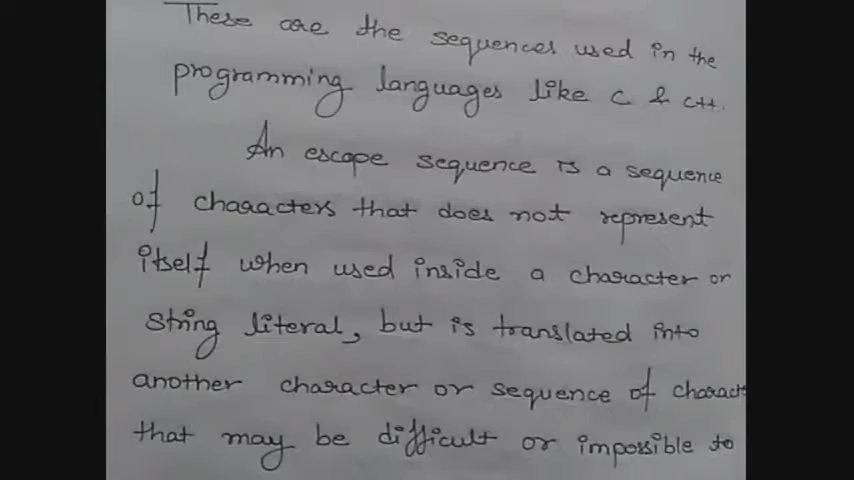 These are the sequences used in the
programming languages like C & C++.
An escape sequence is a sequence
of characters that does not represent
itself when used inside a character or
string literal, but is translated into
another character or sequence of charact
that may be difficult or impossible to